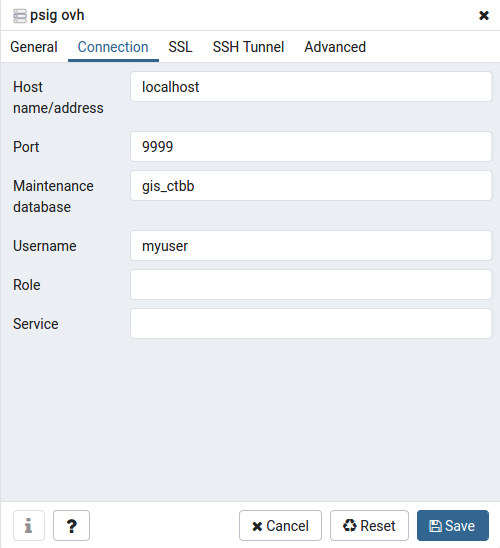 psig ovh
General Connection SSL SSH Tunnel Advanced
Host
name/address
localhost
Port
9999
Maintenance
database
gis_ctbb
Username
myuser
Role
Service
i ? Cancel Reset Save